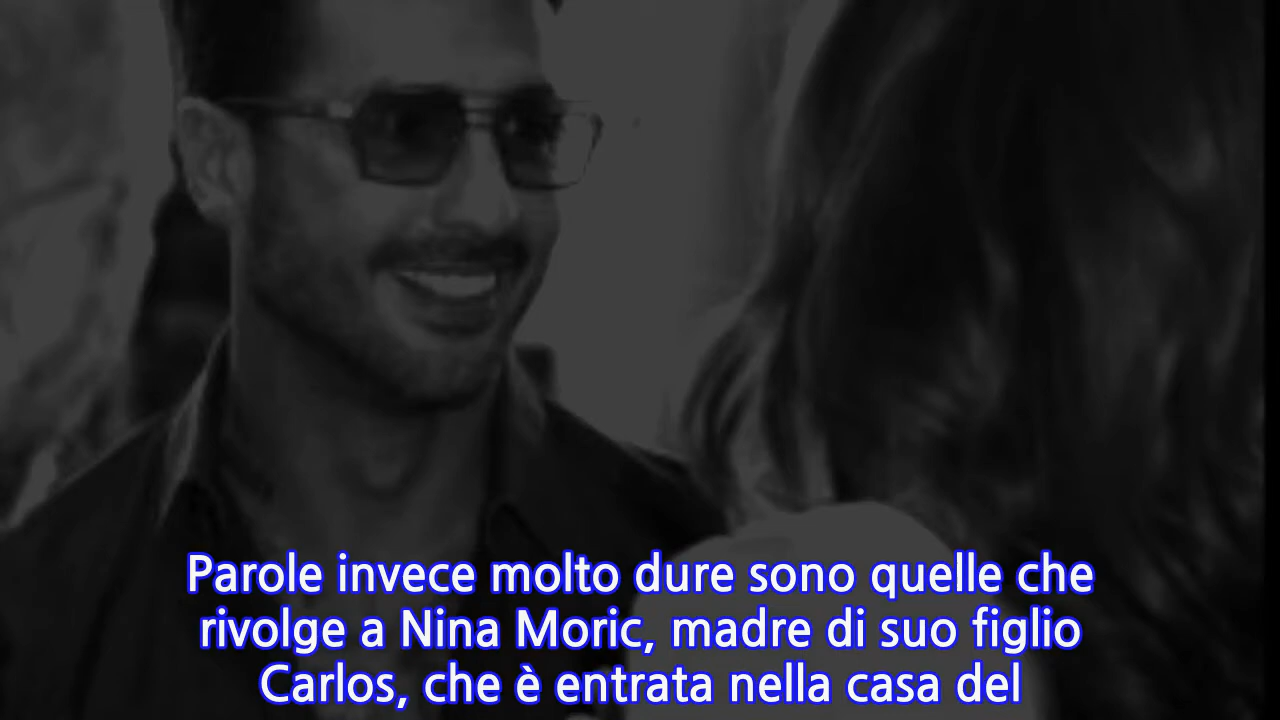 Parole invece molto dure sono quelle che
rivolge a Nina Moric, madre di suo figlio
Carlos, che è entrata nella casa del